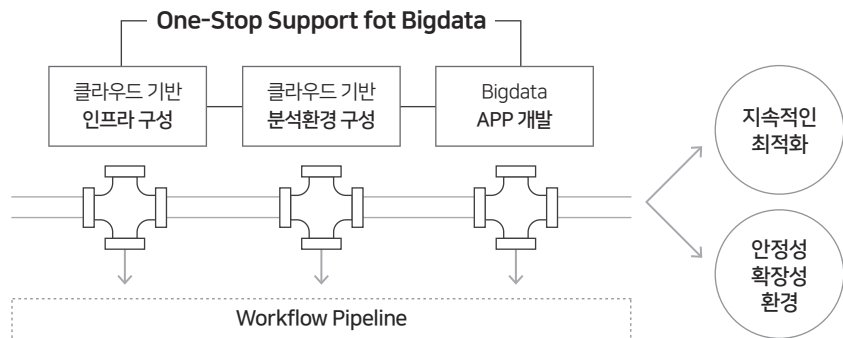 One-Stop Support fot Bigdata
클라우드 기반
인프라 구성
클라우드 기반
분석환경 구성
Bigdata
APP 개발
지속적인
최적화
안정성
확장성
환경
Workflow Pipeline